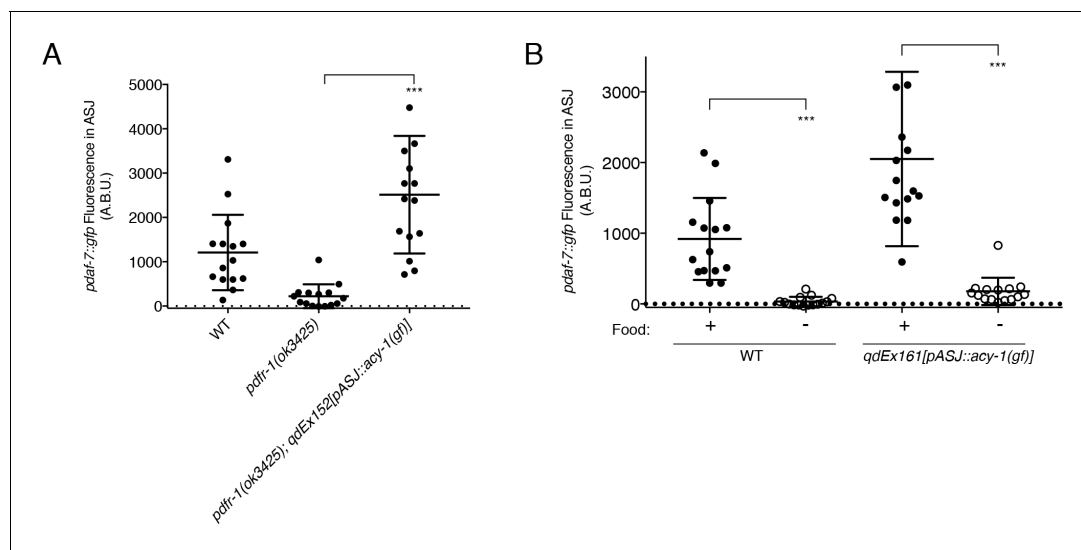 A
B
pdaf-7::gfp Fluorescence in ASJ
(A.B.U.)
5000
4000
3000
2000
1000
0
***
WT
pdfr-1(ok3425)
pdfr-1(ok3425); qdEx152[pASJ::acy-1(gf)]
pdaf-7::gfp Fluorescence in ASJ
(A.B.U.)
3000
2000
1000
0
***
***
Food: + - + -
WT qdEx161[pASJ::acy-1(gf)]